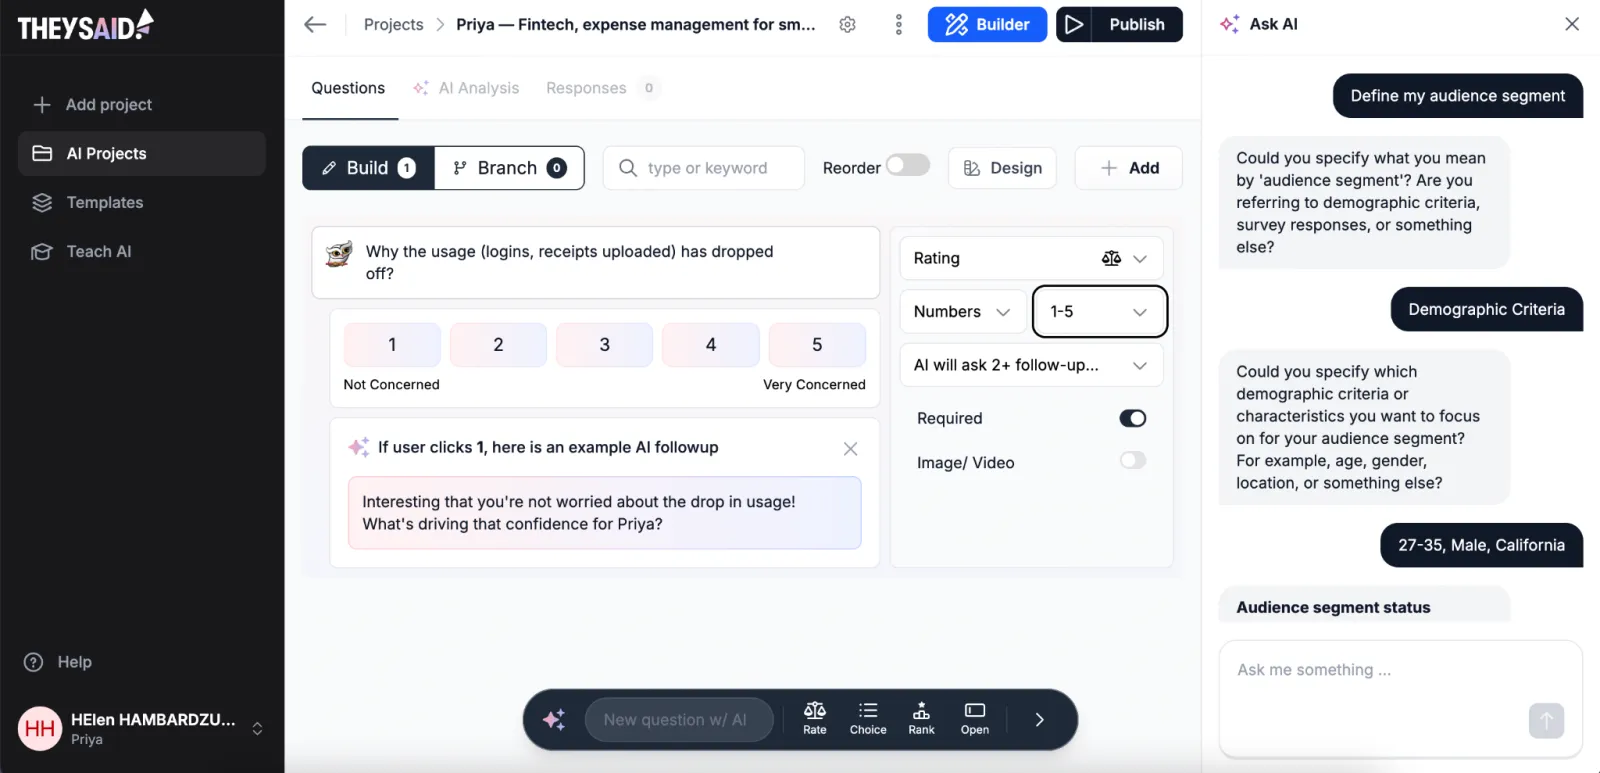 THEYSAID
Add project
AI Projects
Templates
Teach AI
Help
HH
HElen HAMBARDZU...
Priya
Projects > Priya — Fintech, expense management for sm...
Builder
Publish
Questions
AI Analysis
Responses 0
Build 1
Branch 0
type or keyword
Reorder
Design
Add
Why the usage (logins, receipts uploaded) has dropped
off?
1 2 3 4 5
Not Concerned
Very Concerned
If user clicks 1, here is an example AI followup
Interesting that you're not worried about the drop in usage!
What's driving that confidence for Priya?
Rating
Numbers
1-5
AI will ask 2+ follow-up...
Required
Image/ Video
New question w/ AI
Rate
Choice
Rank
Open
Ask AI
Define my audience segment
Could you specify what you mean
by 'audience segment'? Are you
referring to demographic criteria,
survey responses, or something
else?
Demographic Criteria
Could you specify which
demographic criteria or
characteristics you want to focus
on for your audience segment?
For example, age, gender,
location, or something else?
27-35, Male, California
Audience segment status
Ask me something ...